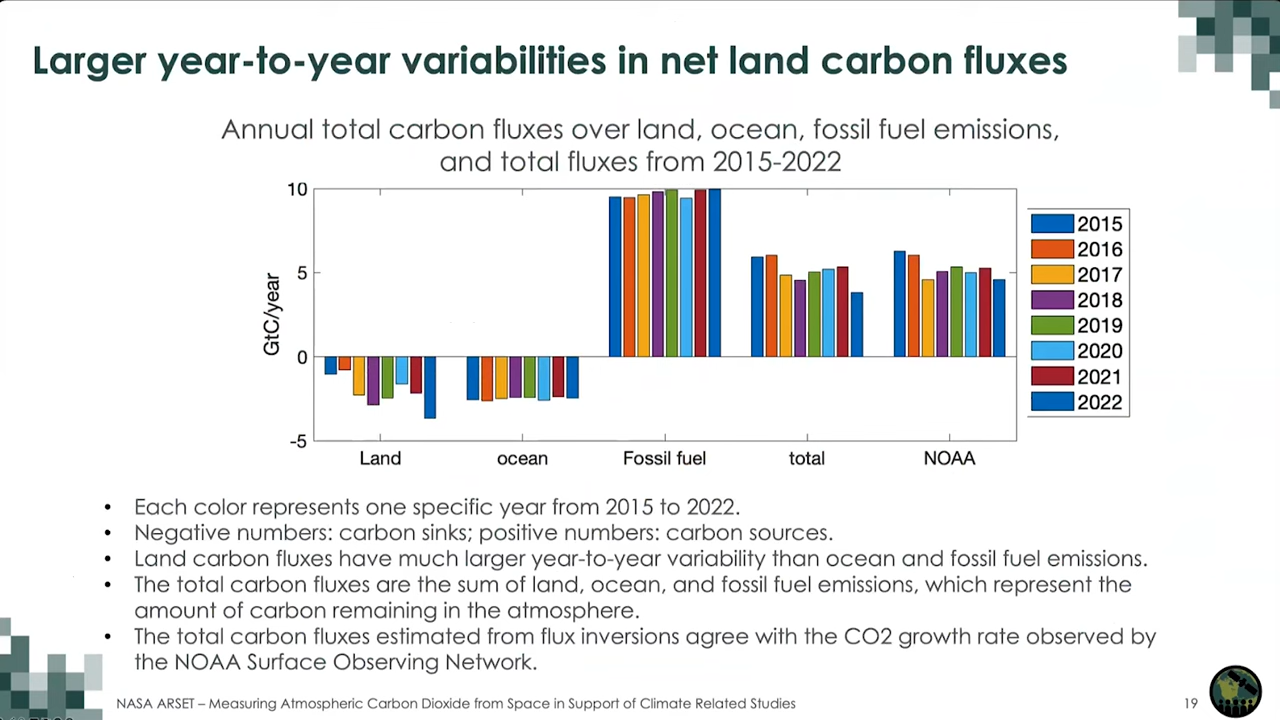 Larger year-to-year variabilities in net land carbon fluxes
Annual total carbon fluxes over land, ocean, fossil fuel emissions,
and total fluxes from 2015-2022
10
5
0
-5
GtC/year
Land
ocean
Fossil fuel
total
NOAA
2015
2016
2017
2018
2019
2020
2021
2022
• Each color represents one specific year from 2015 to 2022.
• Negative numbers: carbon sinks; positive numbers: carbon sources.
• Land carbon fluxes have much larger year-to-year variability than ocean and fossil fuel emissions.
• The total carbon fluxes are the sum of land, ocean, and fossil fuel emissions, which represent the
amount of carbon remaining in the atmosphere.
• The total carbon fluxes estimated from flux inversions agree with the CO2 growth rate observed by
the NOAA Surface Observing Network.
NASA ARSET – Measuring Atmospheric Carbon Dioxide from Space in Support of Climate Related Studies
19